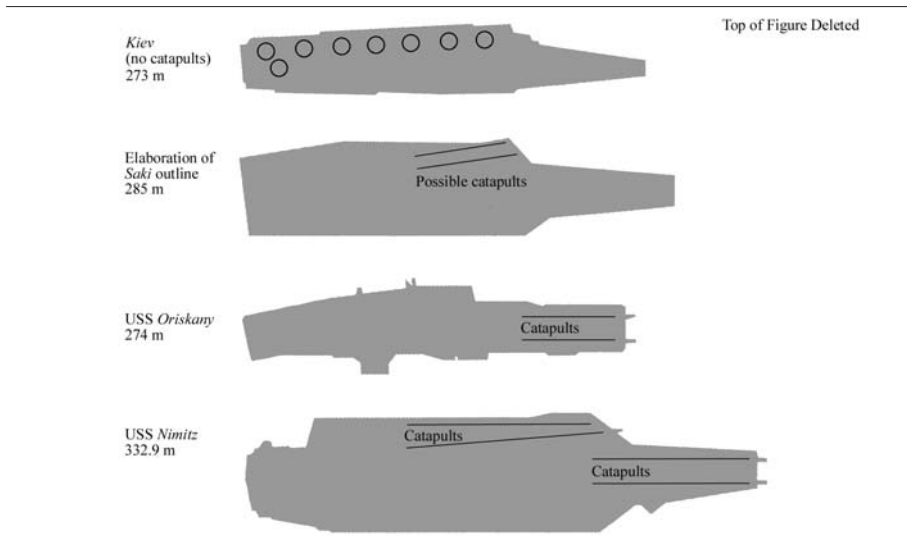 Top of Figure Deleted
Kiev
(no catapults)
273 m
Elaboration of
Saki outline
285 m
Possible catapults
USS Oriskany
274 m
Catapults
USS Nimitz
332.9 m
Catapults
Catapults